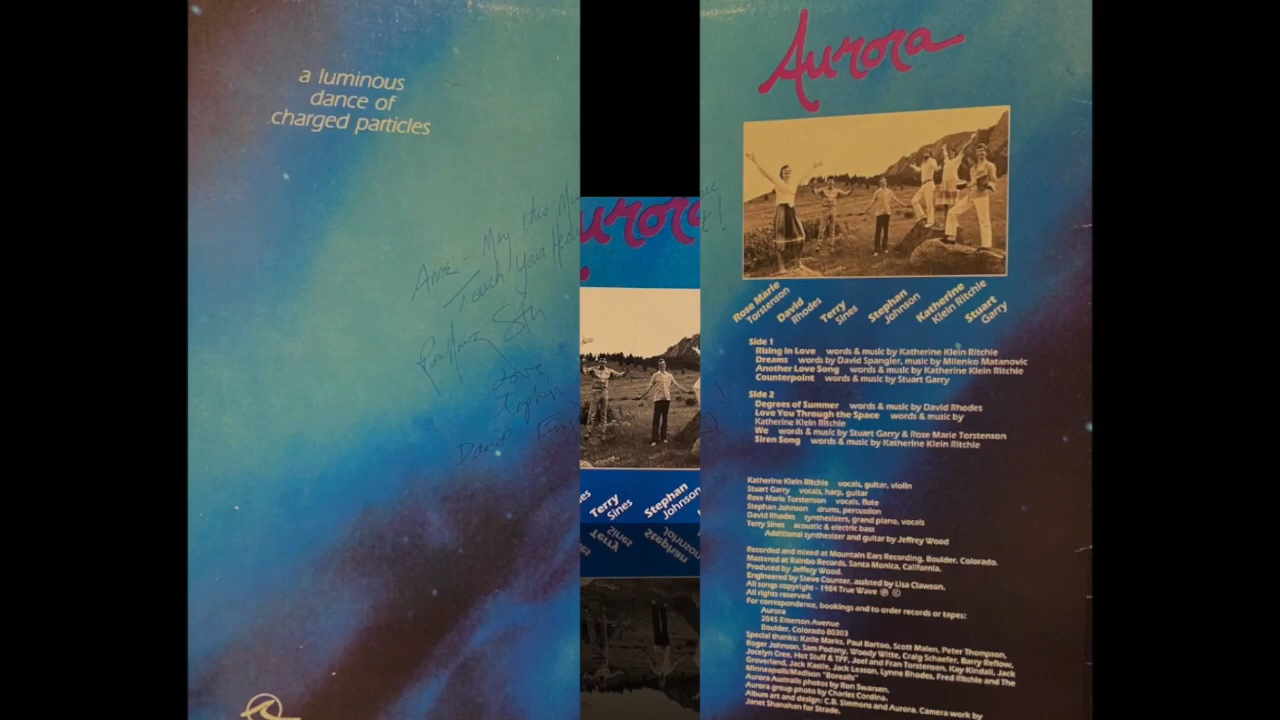 a luminous
dance of
charged particles
Anne - May this Mu
Touch Your Hear
Love
Zephyr
David
urora
Terry
Sines
Stephan
Johnson
Aurora
Rose Marie
Torstenson
David
Rhodes
Terry
Sines
Stephan
Johnson
Katherine
Klein Ritchie
Stuart
Garry
Side 1
Rising In Love words & music by Katherine Klein Ritchie
Dreams words by David Spangler, music by Milenko Matanovic
Another Love Song words & music by Katherine Klein Ritchie
Counterpoint words & music by Stuart Garry
Side 2
Degrees of Summer words & music by David Rhodes
Love You Through the Space words & music by
Katherine Klein Ritchie
We words & music by Stuart Garry & Rose Marie Torstenson
Siren Song words & music by Katherine Klein Ritchie
Katherine Klein Ritchie vocals, guitar, violin
Stuart Garry vocals, harp, guitar
Rose Marie Torstenson vocals, flute
Stephan Johnson drums, percussion
David Rhodes synthesizers, grand piano, vocals
Terry Sines acoustic & electric bass
Additional synthesizer and guitar by Jeffrey Wood
Recorded and mixed at Mountain Ears Recording, Boulder, Colorado.
Mastered at Rainbo Records, Santa Monica, California.
Produced by Jeffery Wood.
Engineered by Steve Counter, assisted by Lisa Clawson.
All songs copyright - 1984 True Wave ℗ ©
All rights reserved.
For correspondence, bookings and to order records or tapes:
Aurora
2845 Emerson Avenue
Boulder, Colorado 80303
Special thanks: Katie Marks, Paul Bartoo, Scott Malen, Peter Thompson,
Roger Johnson, Sam Podany, Woody Witte, Craig Schaefer, Barry Reflow,
Jocelyn Cree, Hot Stuff & TPF, Joel and Fran Torstenson, Kay Kindall, Jack
Groverland, Jack Kastle, Jack Leason, Lynne Rhodes, Fred Ritchie and The
Minneapolis/Madison "Borealis"
Aurora Australis photos by Ron Swarsen.
Aurora group photo by Charles Cordina.
Album art and design: C.B. Simmons and Aurora. Camera work by
Janet Shanahan for Strade.